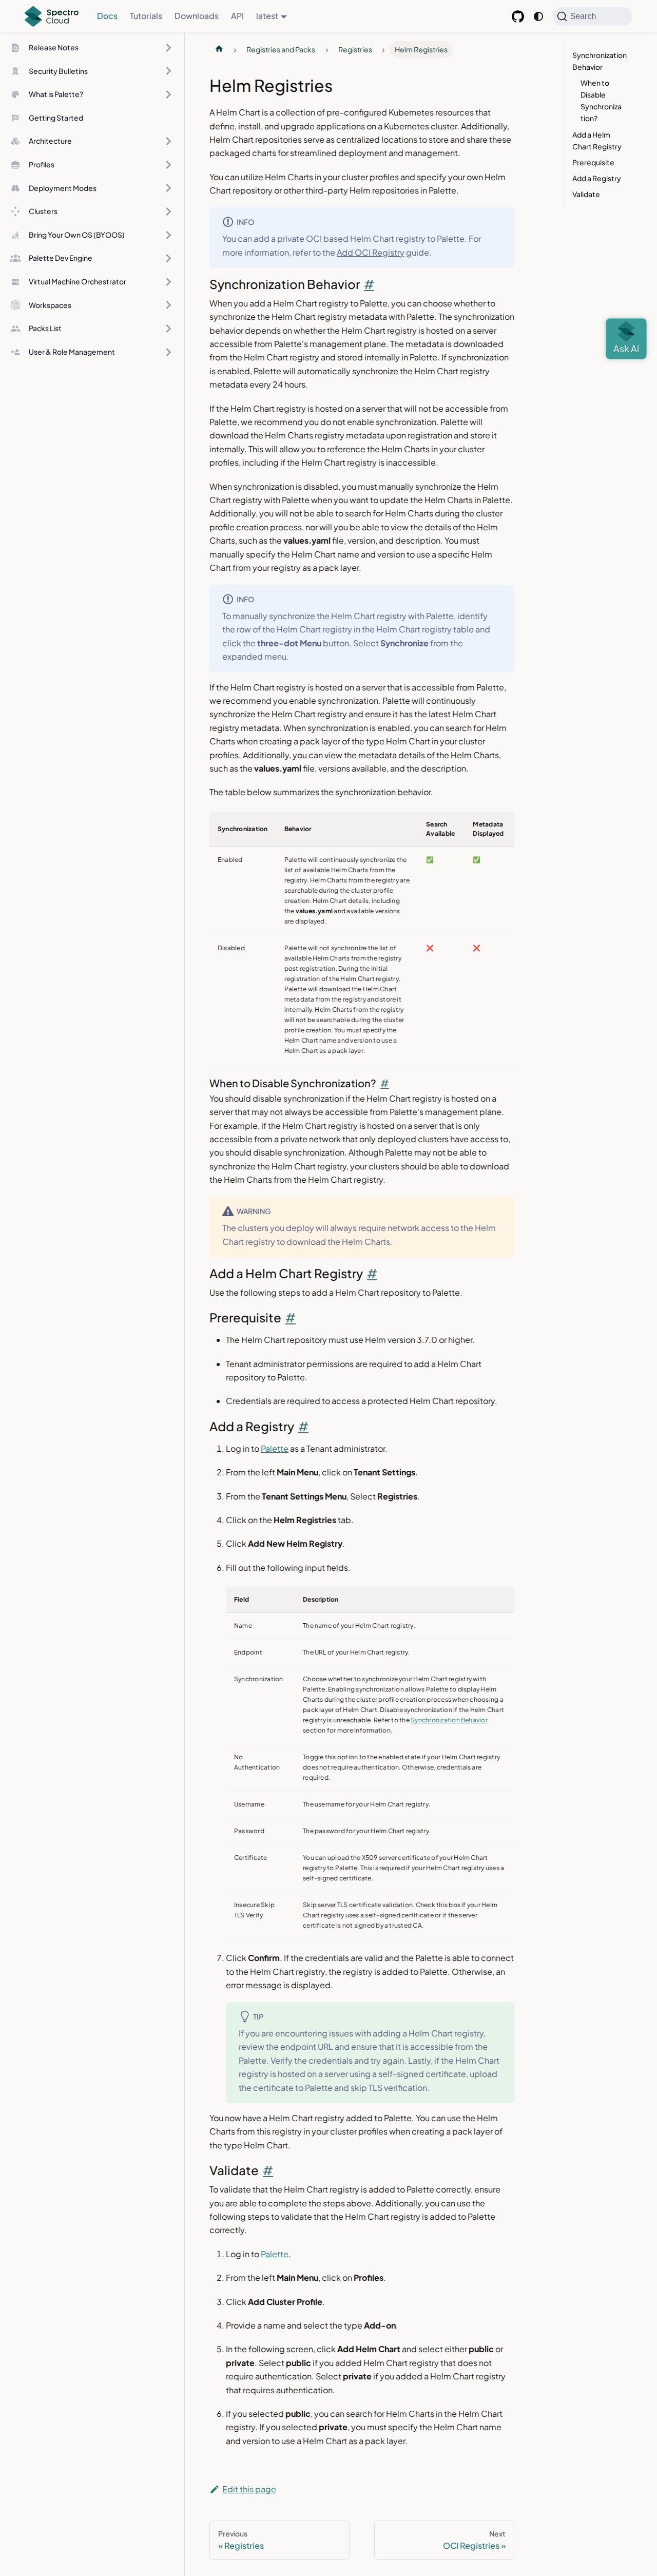 Spectro Cloud
Docs
Tutorials
Downloads
API
latest
Search
Release Notes
Security Bulletins
What is Palette?
Getting Started
Architecture
Profiles
Deployment Modes
Clusters
Bring Your Own OS (BYOOS)
Palette Dev Engine
Virtual Machine Orchestrator
Workspaces
Packs List
User & Role Management
Registries and Packs
Registries
Helm Registries
Helm Registries
A Helm Chart is a collection of pre-configured Kubernetes resources that
define, install, and upgrade applications on a Kubernetes cluster. Additionally,
Helm Chart repositories serve as centralized locations to store and share these
packaged charts for streamlined deployment and management.
You can utilize Helm Charts in your cluster profiles and specify your own Helm
Chart repository or other third-party Helm repositories in Palette.
INFO
You can add a private OCI based Helm Chart registry to Palette. For
more information, refer to the Add OCI Registry guide.
Synchronization Behavior #
When you add a Helm Chart registry to Palette, you can choose whether to
synchronize the Helm Chart registry metadata with Palette. The synchronization
behavior depends on whether the Helm Chart registry is hosted on a server
accessible from Palette's management plane. The metadata is downloaded
from the Helm Chart registry and stored internally in Palette. If synchronization
is enabled, Palette will automatically synchronize the Helm Chart registry
metadata every 24 hours.
If the Helm Chart registry is hosted on a server that will not be accessible from
Palette, we recommend you do not enable synchronization. Palette will
download the Helm Charts registry metadata upon registration and store it
internally. This will allow you to reference the Helm Charts in your cluster
profiles, including if the Helm Chart registry is inaccessible.
When synchronization is disabled, you must manually synchronize the Helm
Chart registry with Palette when you want to update the Helm Charts in Palette.
Additionally, you will not be able to search for Helm Charts during the cluster
profile creation process, nor will you be able to view the details of the Helm
Charts, such as the values.yaml file, version, and description. You must
manually specify the Helm Chart name and version to use a specific Helm
Chart from your registry as a pack layer.
INFO
To manually synchronize the Helm Chart registry with Palette, identify
the row of the Helm Chart registry in the Helm Chart registry table and
click the three-dot Menu button. Select Synchronize from the
expanded menu.
If the Helm Chart registry is hosted on a server that is accessible from Palette,
we recommend you enable synchronization. Palette will continuously
synchronize the Helm Chart registry and ensure it has the latest Helm Chart
registry metadata. When synchronization is enabled, you can search for Helm
Charts when creating a pack layer of the type Helm Chart in your cluster
profiles. Additionally, you can view the metadata details of the Helm Charts,
such as the values.yaml file, versions available, and the description.
The table below summarizes the synchronization behavior.
Synchronization | Behavior | Search Available | Metadata Displayed
Enabled
Palette will continuously synchronize the
list of available Helm Charts from the
registry. Helm Charts from the registry are
searchable during the cluster profile
creation. Helm Chart details, including
the values.yaml and available versions
are displayed.
✅ ✅
Disabled
Palette will not synchronize the list of
available Helm Charts from the registry
post registration. During the initial
registration of the Helm Chart registry,
Palette will download the Helm Chart
metadata from the registry and store it
internally. Helm Charts from the registry
will not be searchable during the cluster
profile creation. You must specify the
Helm Chart name and version to use a
Helm Chart as a pack layer.
❌ ❌
When to Disable Synchronization? #
You should disable synchronization if the Helm Chart registry is hosted on a
server that may not always be accessible from Palette's management plane.
For example, if the Helm Chart registry is hosted on a server that is only
accessible from a private network that only deployed clusters have access to,
you should disable synchronization. Although Palette may not be able to
synchronize the Helm Chart registry, your clusters should be able to download
the Helm Charts from the Helm Chart registry.
WARNING
The clusters you deploy will always require network access to the Helm
Chart registry to download the Helm Charts.
Add a Helm Chart Registry #
Use the following steps to add a Helm Chart repository to Palette.
Prerequisite #
• The Helm Chart repository must use Helm version 3.7.0 or higher.
• Tenant administrator permissions are required to add a Helm Chart
repository to Palette.
• Credentials are required to access a protected Helm Chart repository.
Add a Registry #
1. Log in to Palette as a Tenant administrator.
2. From the left Main Menu, click on Tenant Settings.
3. From the Tenant Settings Menu, Select Registries.
4. Click on the Helm Registries tab.
5. Click Add New Helm Registry.
6. Fill out the following input fields.
Field | Description
Name
The name of your Helm Chart registry.
Endpoint
The URL of your Helm Chart registry.
Synchronization
Choose whether to synchronize your Helm Chart registry with
Palette. Enabling synchronization allows Palette to display Helm
Charts during the cluster profile creation process when choosing a
pack layer of Helm Chart. Disable synchronization if the Helm Chart
registry is unreachable. Refer to the Synchronization Behavior
section for more information.
No Authentication
Toggle this option to the enabled state if your Helm Chart registry
does not require authentication. Otherwise, credentials are
required.
Username
The username for your Helm Chart registry.
Password
The password for your Helm Chart registry.
Certificate
You can upload the X509 server certificate of your Helm Chart
registry to Palette. This is required if your Helm Chart registry uses a
self-signed certificate.
Insecure Skip TLS Verify
Skip server TLS certificate validation. Check this box if your Helm
Chart registry uses a self-signed certificate or if the server
certificate is not signed by a trusted CA.
7. Click Confirm. If the credentials are valid and the Palette is able to connect
to the Helm Chart registry, the registry is added to Palette. Otherwise, an
error message is displayed.
TIP
If you are encountering issues with adding a Helm Chart registry,
review the endpoint URL and ensure that it is accessible from the
Palette. Verify the credentials and try again. Lastly, if the Helm Chart
registry is hosted on a server using a self-signed certificate, upload
the certificate to Palette and skip TLS verification.
You now have a Helm Chart registry added to Palette. You can use the Helm
Charts from this registry in your cluster profiles when creating a pack layer of
the type Helm Chart.
Validate #
To validate that the Helm Chart registry is added to Palette correctly, ensure
you are able to complete the steps above. Additionally, you can use the
following steps to validate that the Helm Chart registry is added to Palette
correctly.
1. Log in to Palette.
2. From the left Main Menu, click on Profiles.
3. Click Add Cluster Profile.
4. Provide a name and select the type Add-on.
5. In the following screen, click Add Helm Chart and select either public or
private. Select public if you added Helm Chart registry that does not
require authentication. Select private if you added a Helm Chart registry
that requires authentication.
6. If you selected public, you can search for Helm Charts in the Helm Chart
registry. If you selected private, you must specify the Helm Chart name
and version to use a Helm Chart as a pack layer.
Edit this page
Previous
« Registries
Next
OCI Registries »
Synchronization
Behavior
When to
Disable
Synchroniza
tion?
Add a Helm
Chart Registry
Prerequisite
Add a Registry
Validate
Ask AI